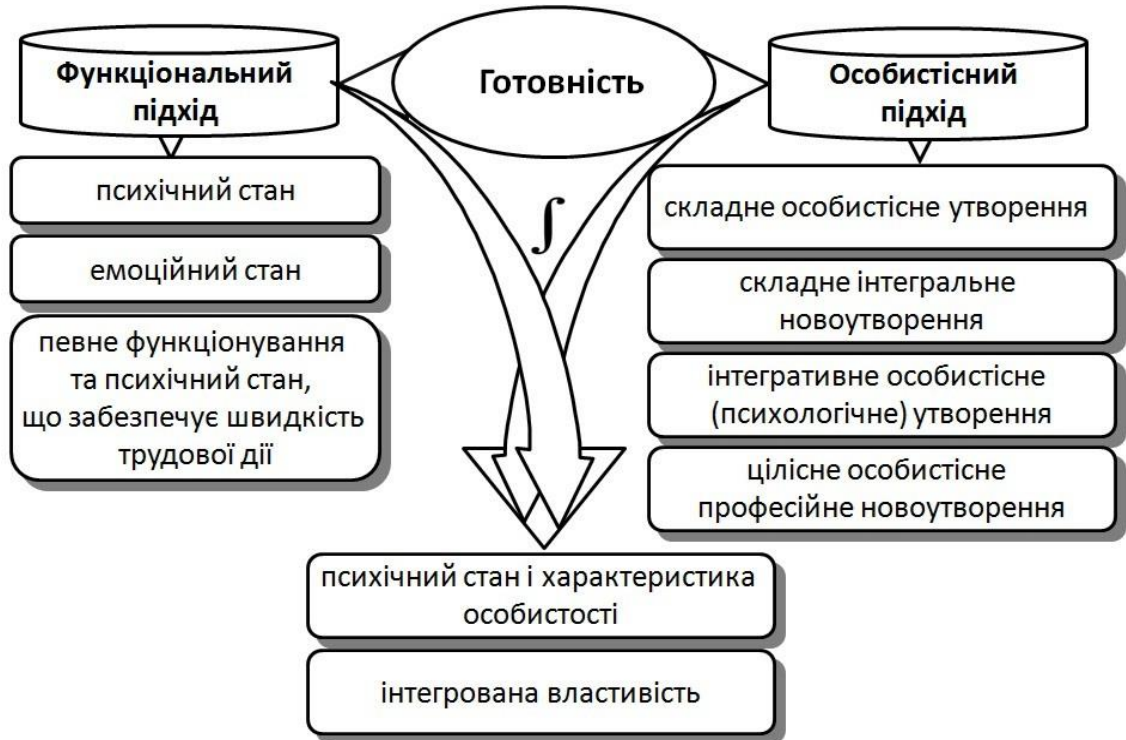 Функціональний
підхід
Готовність
Особистісний
підхід
психічний стан
емоційний стан
певне функціонування
та психічний стан,
що забезпечує швидкість
трудової дії
∫
складне особистісне утворення
складне інтегральне
новоутворення
інтегративне особистісне
(психологічне) утворення
цілісне особистісне
професійне новоутворення
психічний стан і характеристика
особистості
інтегрована властивість